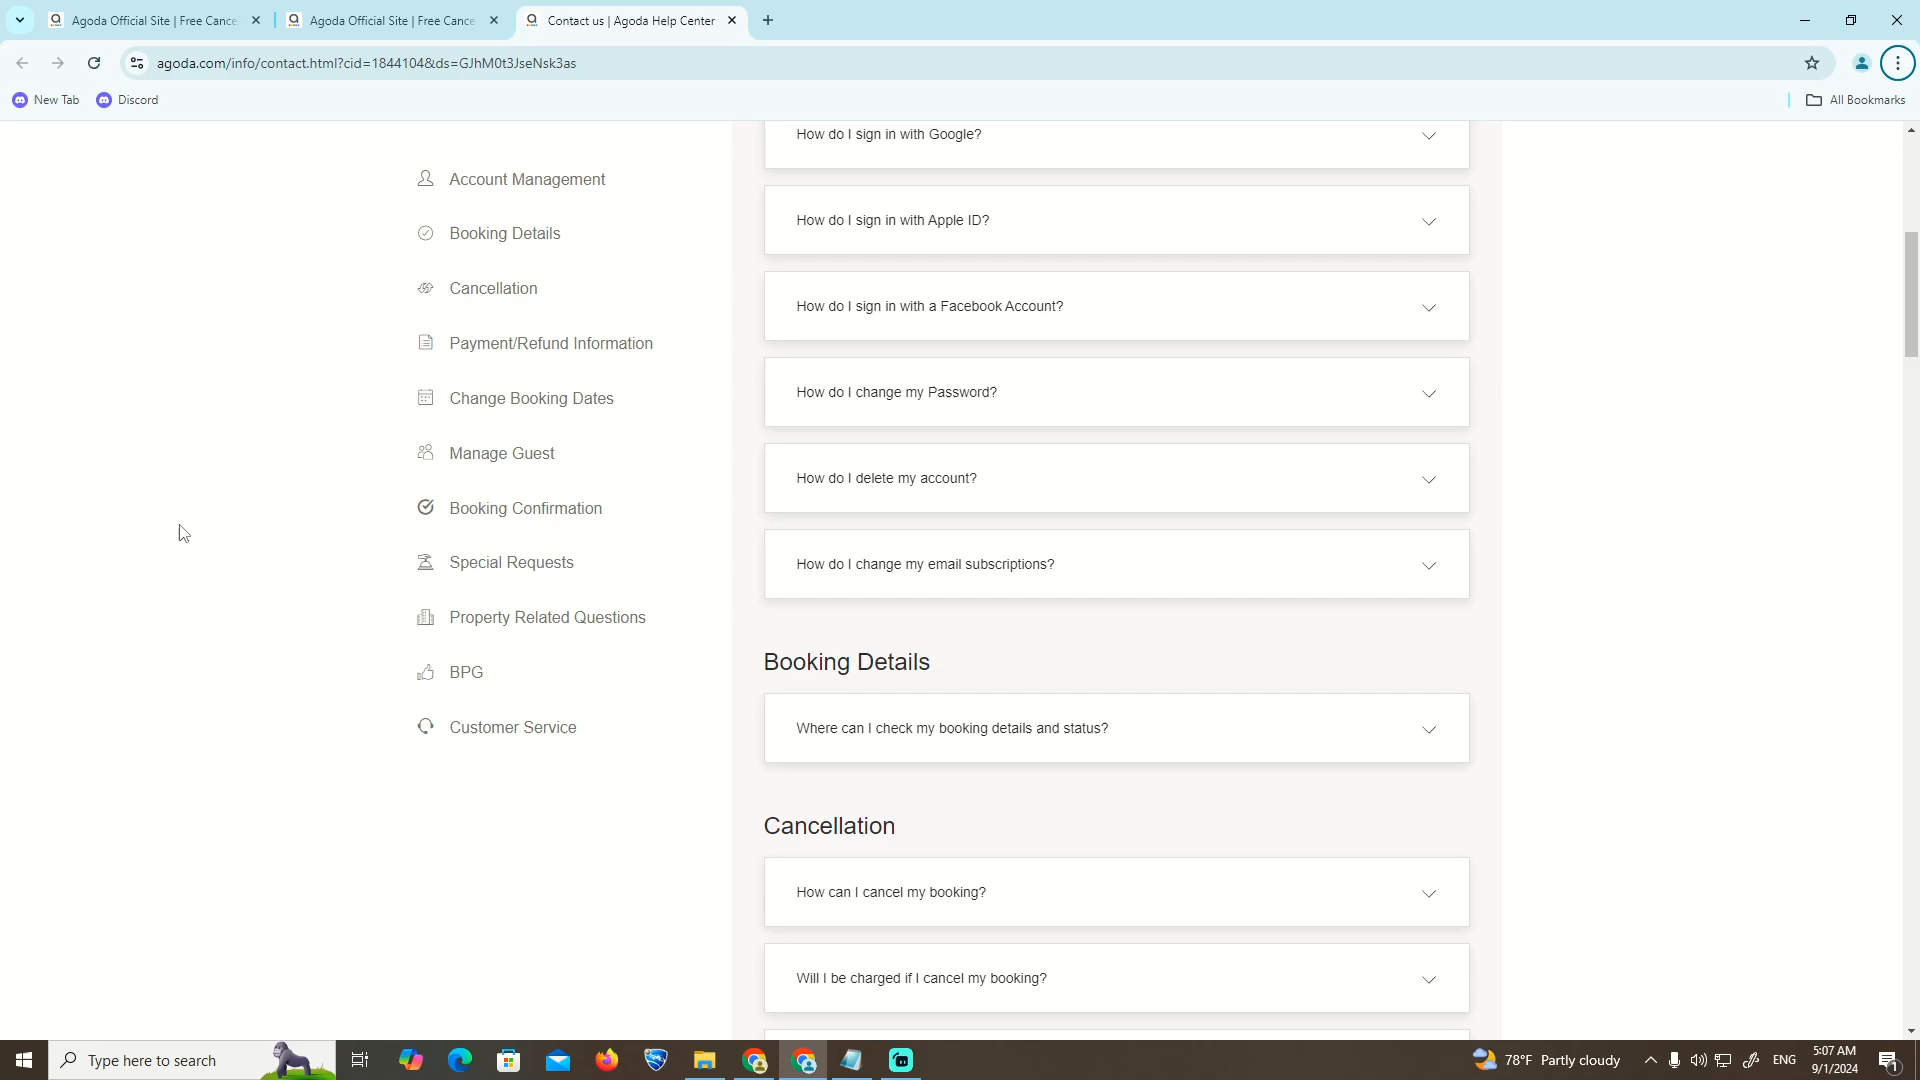 Agoda Official Site | Free Cance
Agoda Official Site | Free Cance
Contact us | Agoda Help Center
agoda.com/info/contact.html?cid=1844104&ds=GJhM0t3JseNsk3as
New Tab
Discord
All Bookmarks
Account Management
Booking Details
Cancellation
Payment/Refund Information
Change Booking Dates
Manage Guest
Booking Confirmation
Special Requests
Property Related Questions
BPG
Customer Service
How do I sign in with Google?
How do I sign in with Apple ID?
How do I sign in with a Facebook Account?
How do I change my Password?
How do I delete my account?
How do I change my email subscriptions?
Booking Details
Where can I check my booking details and status?
Cancellation
How can I cancel my booking?
Will I be charged if I cancel my booking?
Type here to search
78°F Partly cloudy
ENG
5:07 AM
9/1/2024
1